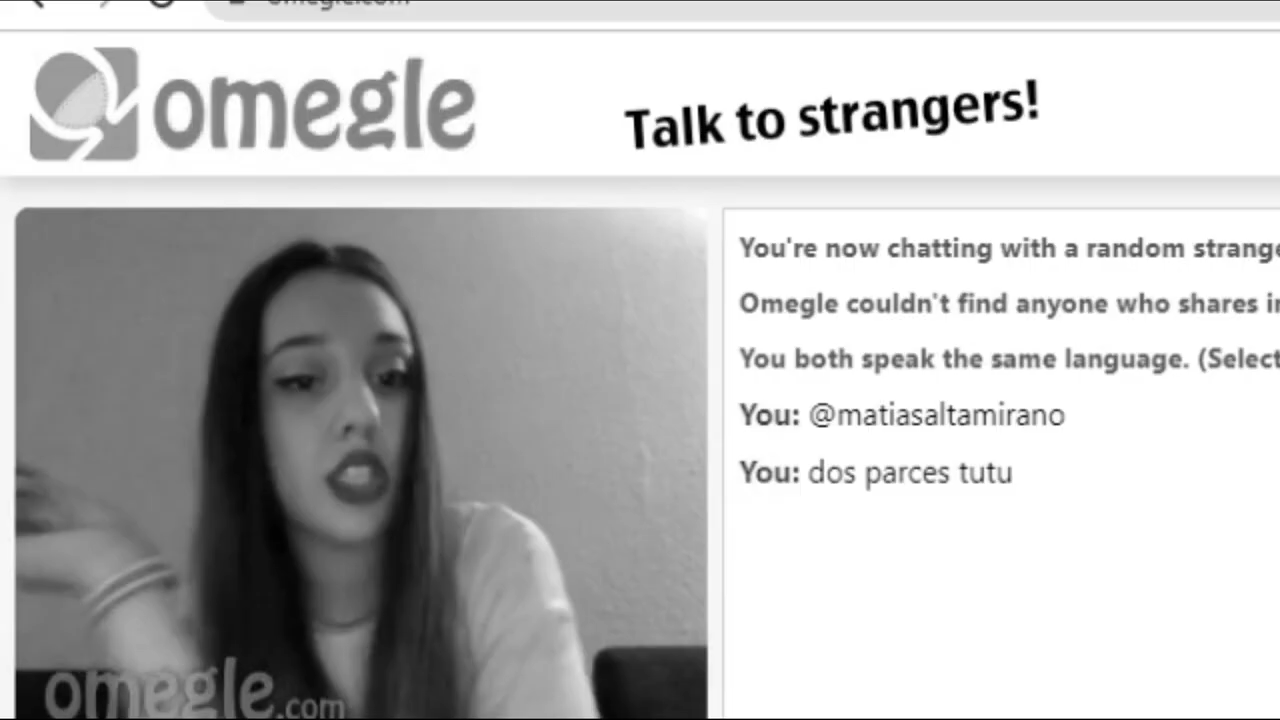 omegle
Talk to strangers!
You're now chatting with a random
Omegle couldn't find anyone who shares
You both speak the same language. (Select
You: @matiasaltamirano
You: dos parces tutu
omegle.com